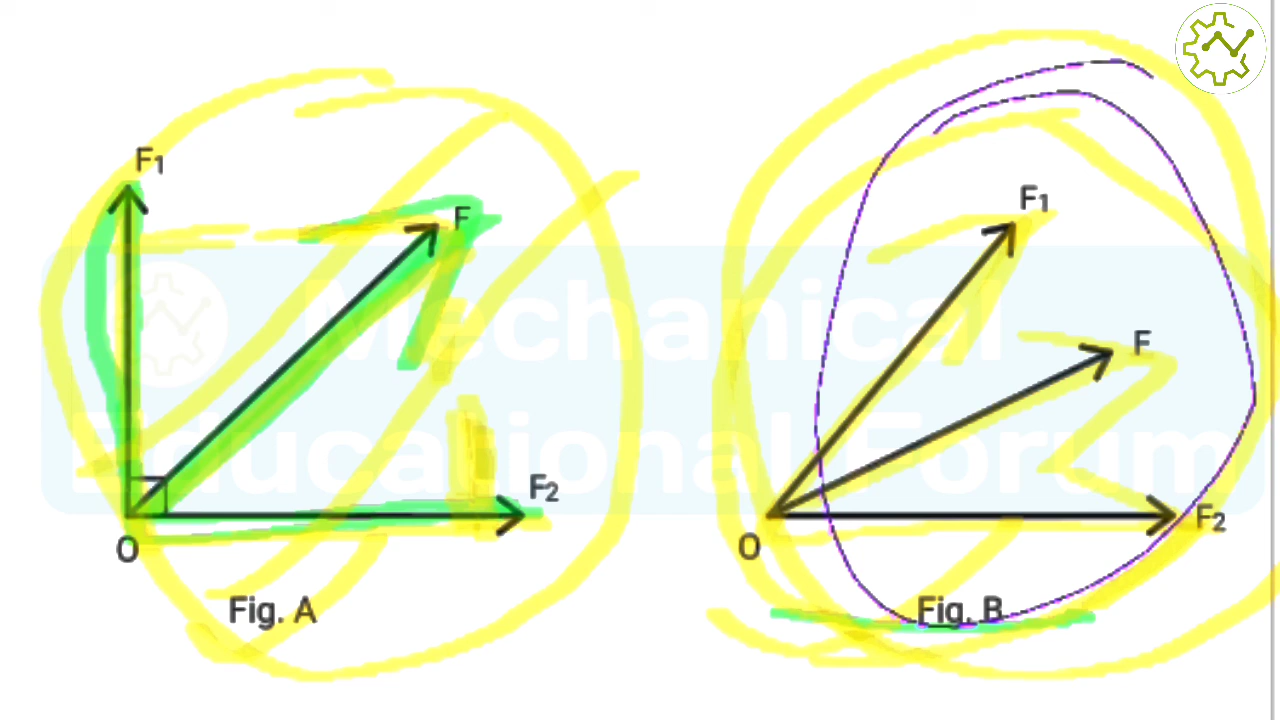 F₁
F
F₂
O
Fig. A
F₁
F
F₂
O
Fig. B
Mechanical
Educational Forum